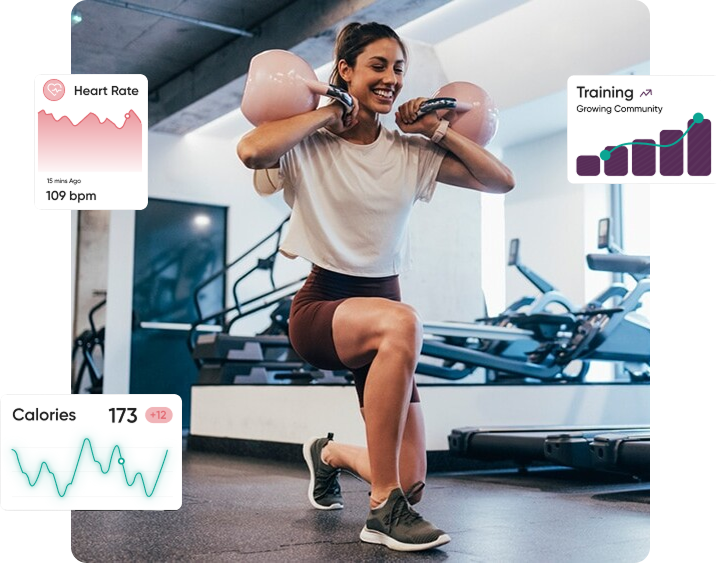 Heart Rate
15 mins Ago
109 bpm
Training
Growing Community
Calories 173 +12